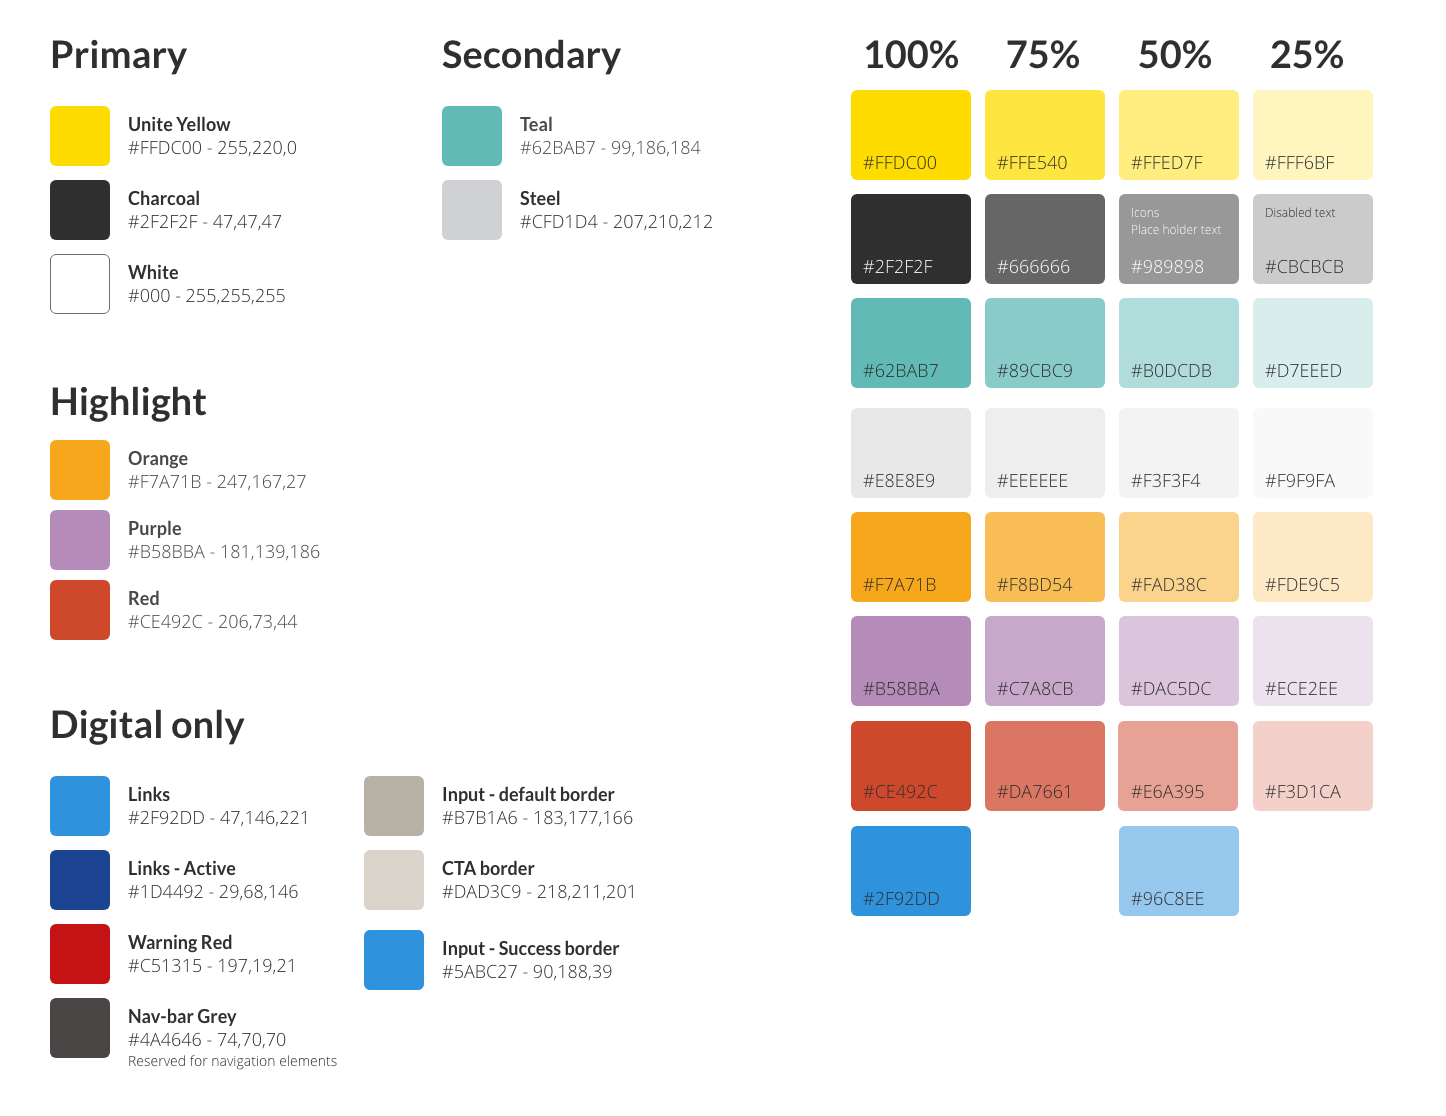 Primary
Unite Yellow
#FFDC00 - 255,220,0
Charcoal
#2F2F2F - 47,47,47
White
#000 - 255,255,255
Secondary
Teal
#62BAB7 - 99,186,184
Steel
#CFD1D4 - 207,210,212
Highlight
Orange
#F7A71B - 247,167,27
Purple
#B58BBA - 181,139,186
Red
#CE492C - 206,73,44
Digital only
Links
#2F92DD - 47,146,221
Links - Active
#1D4492 - 29,68,146
Warning Red
#C51315 - 197,19,21
Nav-bar Grey
#4A4646 - 74,70,70
Reserved for navigation elements
Input - default border
#B7B1A6 - 183,177,166
CTA border
#DAD3C9 - 218,211,201
Input - Success border
#5ABC27 - 90,188,39
100% 75% 50% 25%
#FFDC00 #FFE540 #FFED7F #FFF6BF
Icons
Place holder text
Disabled text
#2F2F2F #666666 #989898 #CBCBCB
#62BAB7 #89CBC9 #B0DCDB #D7EEED
#E8E8E9 #EEEEEE #F3F3F4 #F9F9FA
#F7A71B #F8BD54 #FAD38C #FDE9C5
#B58BBA #C7A8CB #DAC5DC #ECE2EE
#CE492C #DA7661 #E6A395 #F3D1CA
#2F92DD #96C8EE